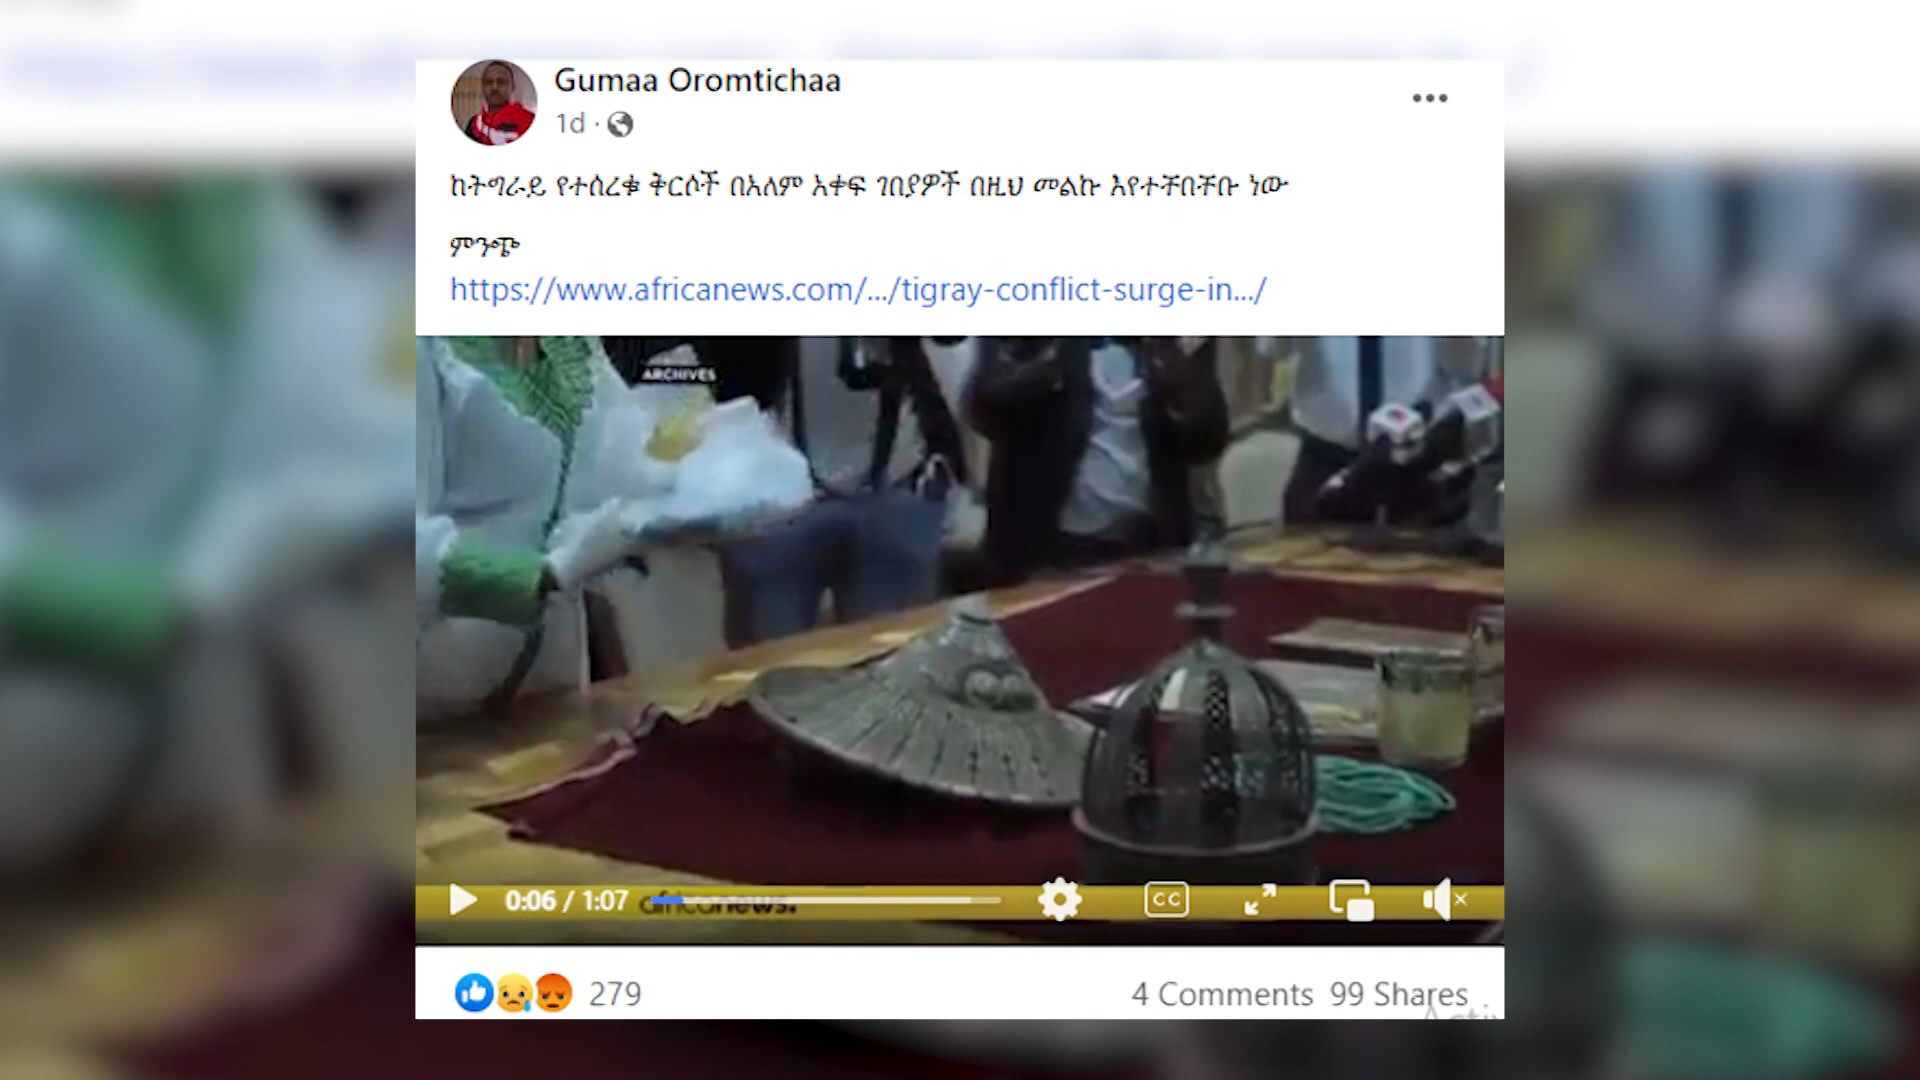 Gumaa Oromtichaa
1d ·
ከትግራይ የተሰረቁ ቅርሶች በአለም አቀፍ ገበያዎች በዚህ መልኩ እየተቸበቸቡ ነው
ምንጭ
https://www.africanews.com/.../tigray-conflict-surge-in.../
ARCHIVES
0:06 / 1:07 africanews.
CC
279
4 Comments 99 Shares